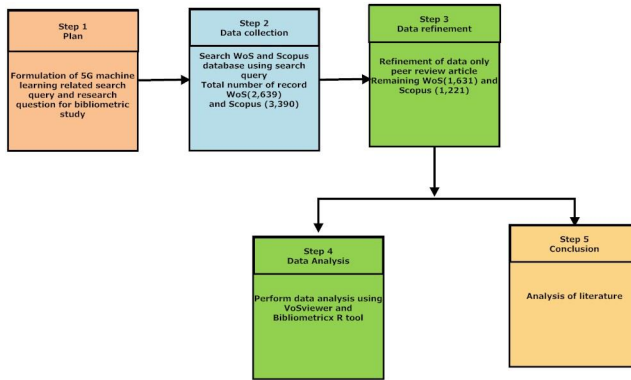 Step 1
Plan
Formulation of 5G machine
learning related search
query and research
question for bibliometric
study
Step 2
Data collection
Search WoS and Scopus
database using search
query
Total number of record
WoS(2,639)
and Scopus (3,390)
Step 3
Data refinement
Refinement of data only
peer review article
Remaining WoS(1,631) and
Scopus (1,221)
Step 4
Data Analysis
Perform data analysis using
VoSviewer and
Bibliometricx R tool
Step 5
Conclusion
Analysis of literature